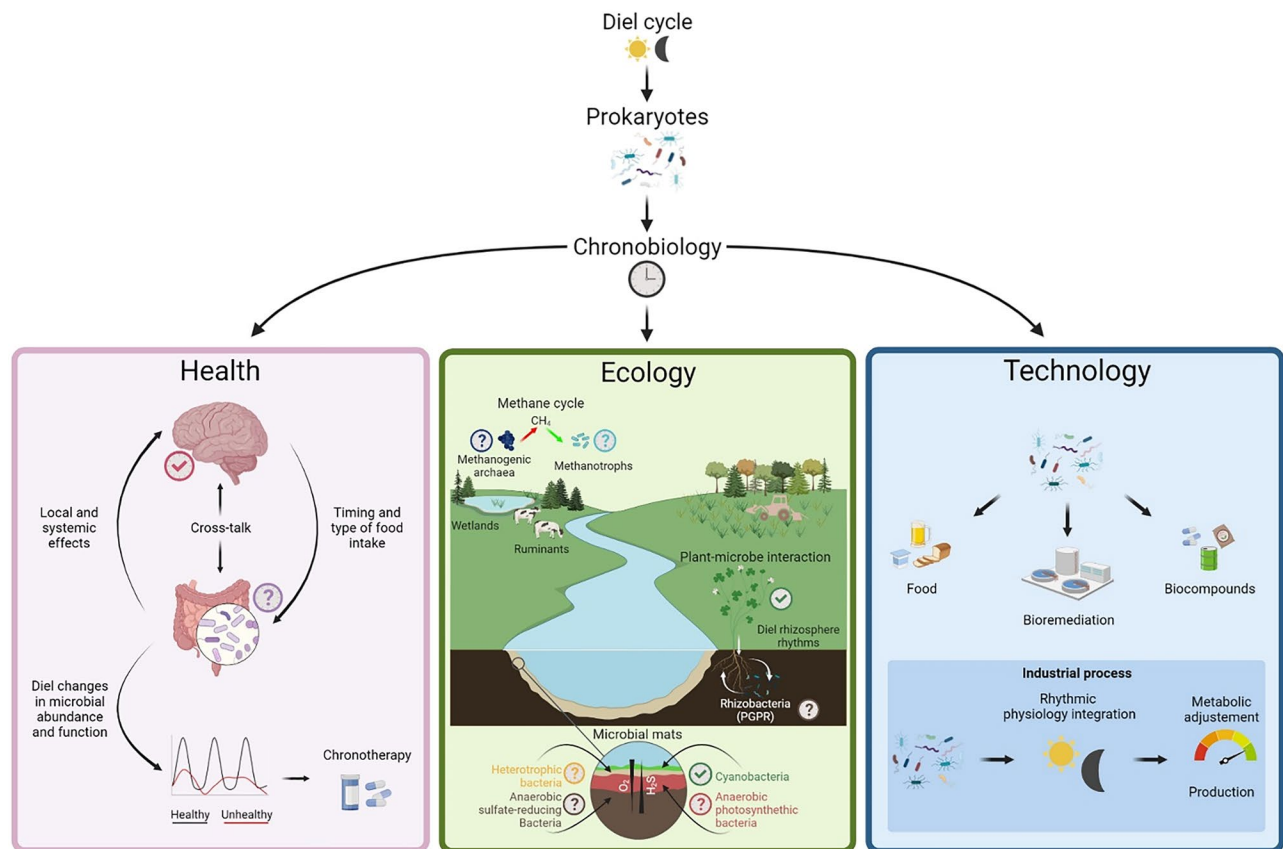 Diel cycle
Prokaryotes
Chronobiology
Health
Local and
systemic
effects
Cross-talk
Timing and
type of food
intake
?
Diel changes
in microbial
abundance
and function
Healthy
Unhealthy
Chronotherapy
Ecology
Methane cycle
CH₄
?
?
Methanogenic
archaea
Methanotrophs
Wetlands
Ruminants
Plant-microbe interaction
Diel rhizosphere
rhythms
Rhizobacteria
(PGPR)
?
Microbial mats
Heterotrophic
bacteria
?
Anaerobic
sulfate-reducing
Bacteria
?
O₂
H₂S
Cyanobacteria
?
Anaerobic
photosynthethic
bacteria
Technology
Food
Bioremediation
Biocompounds
Industrial process
Rhythmic
physiology integration
Metabolic
adjustement
Production